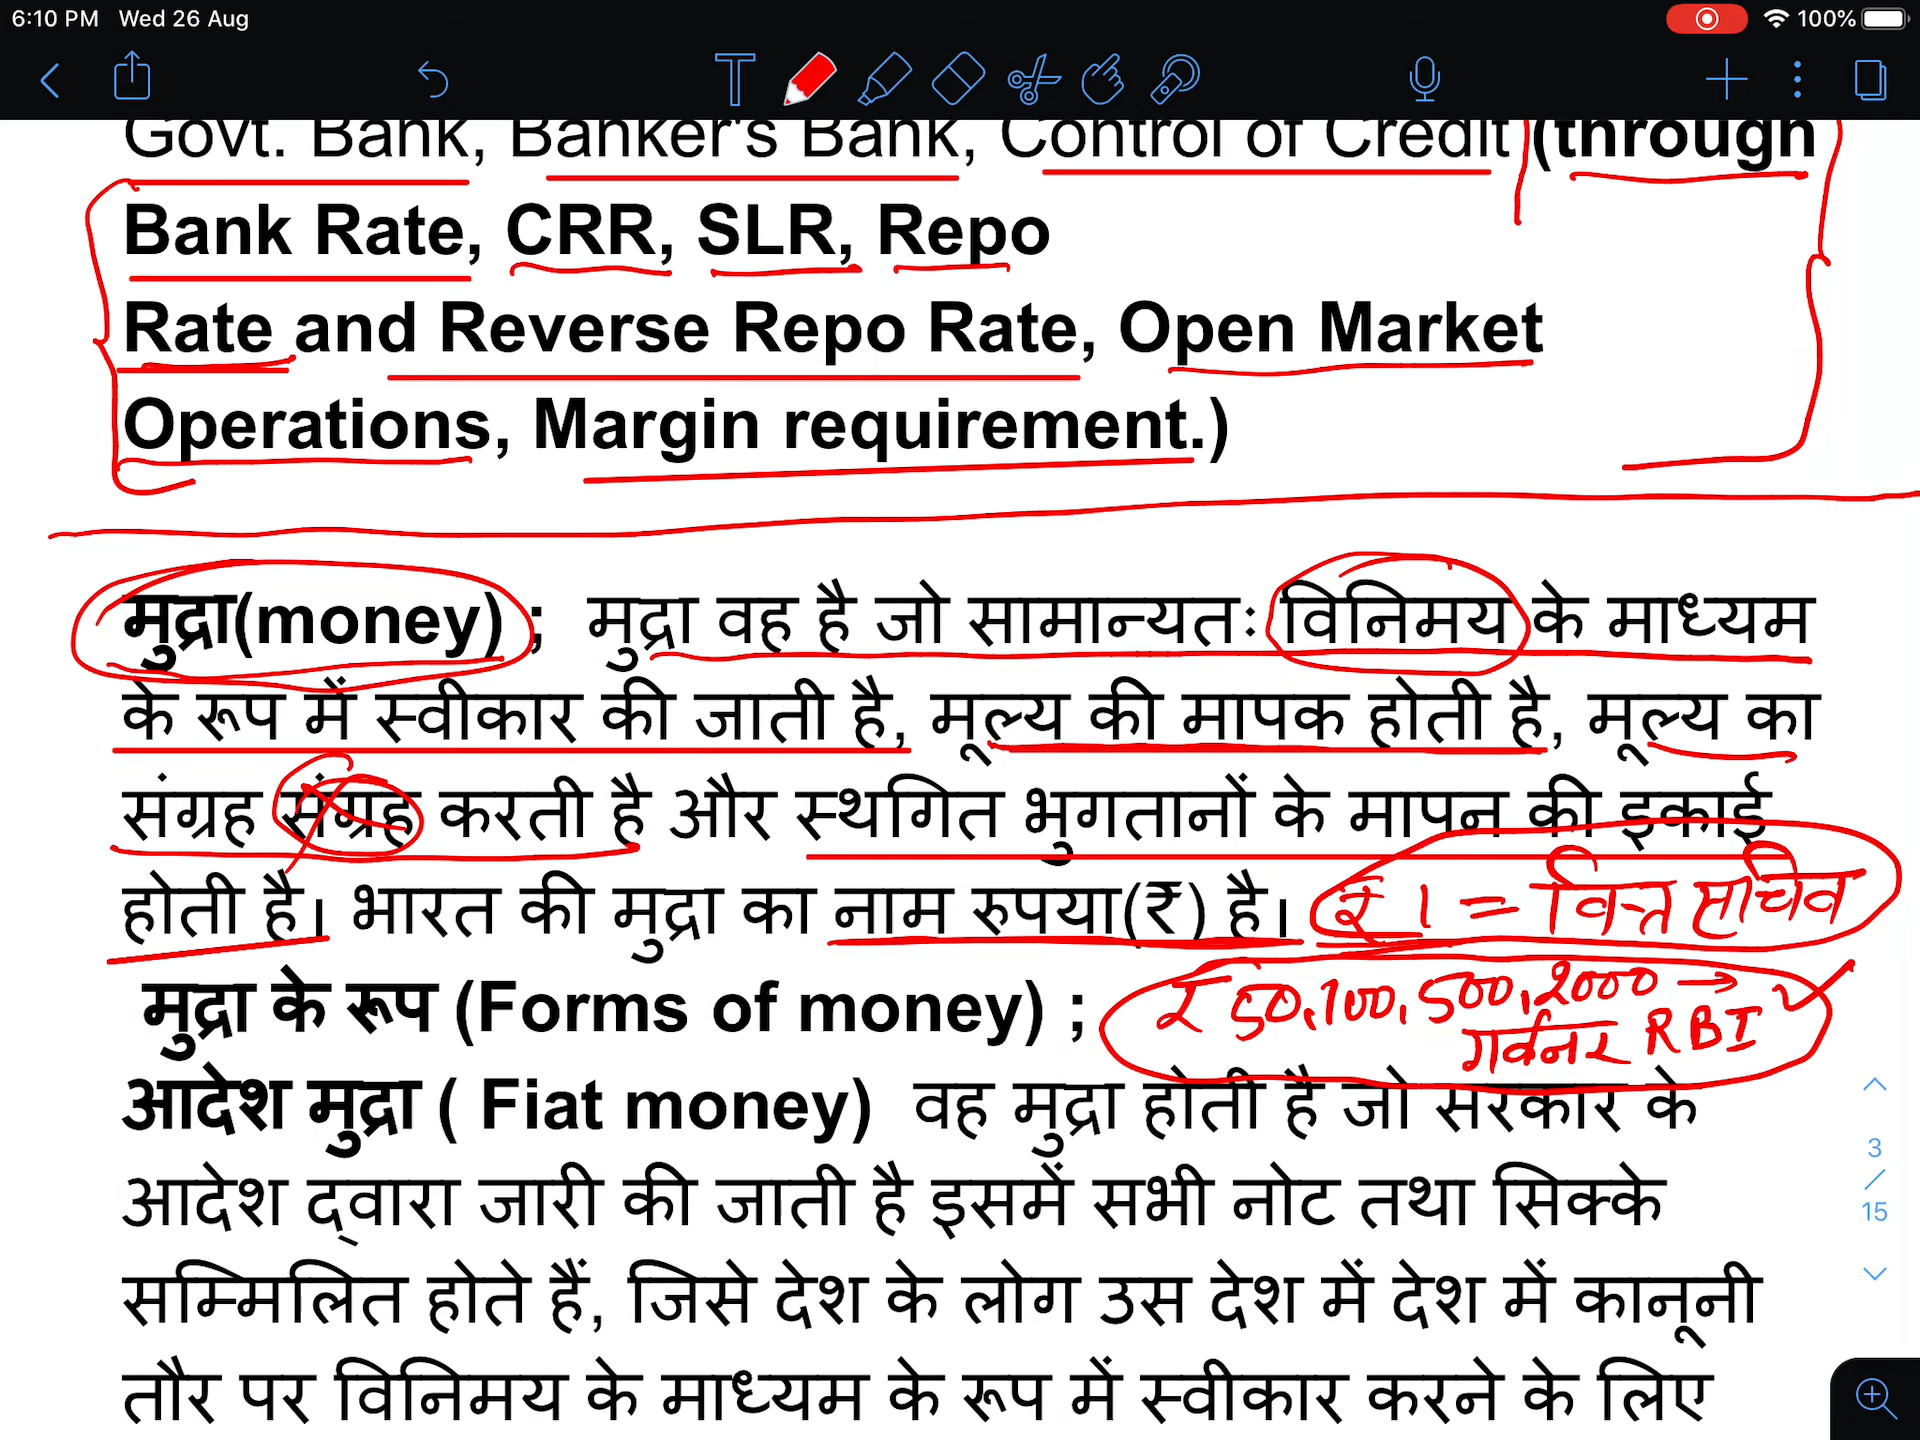 6:10 PM Wed 26 Aug
100%
Govt. Bank, Banker's Bank, Control of Credit (through
Bank Rate, CRR, SLR, Repo
Rate and Reverse Repo Rate, Open Market
Operations, Margin requirement.)
मुद्रा(money) ; मुद्रा वह है जो सामान्यतः विनिमय के माध्यम
के रूप में स्वीकार की जाती है, मूल्य की मापक होती है, मूल्य का
संग्रह संग्रह करती है और स्थगित भुगतानों के मापन की इकाई
होती है। भारत की मुद्रा का नाम रुपया(₹) है। ₹ 1 = वित्त सचिव
मुद्रा के रूप (Forms of money) ; ₹ 50,100,500,2000 →
गर्वनर RBI
आदेश मुद्रा ( Fiat money) वह मुद्रा होती है जो सरकार के
आदेश द्वारा जारी की जाती है इसमें सभी नोट तथा सिक्के
सम्मिलित होते हैं, जिसे देश के लोग उस देश में देश में कानूनी
तौर पर विनिमय के माध्यम के रूप में स्वीकार करने के लिए
3
/
15